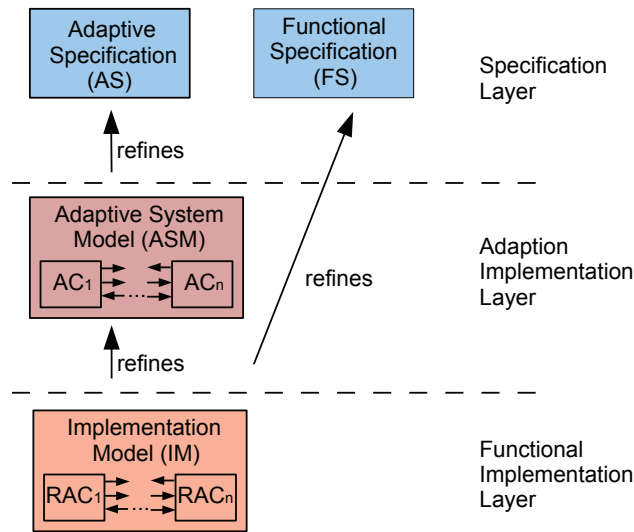 Adaptive
Specification
(AS)
Functional
Specification
(FS)
Specification
Layer
refines
Adaptive System
Model (ASM)
AC1
...
ACn
Adaption
Implementation
Layer
refines
refines
Implementation
Model (IM)
RAC1
...
RACn
Functional
Implementation
Layer